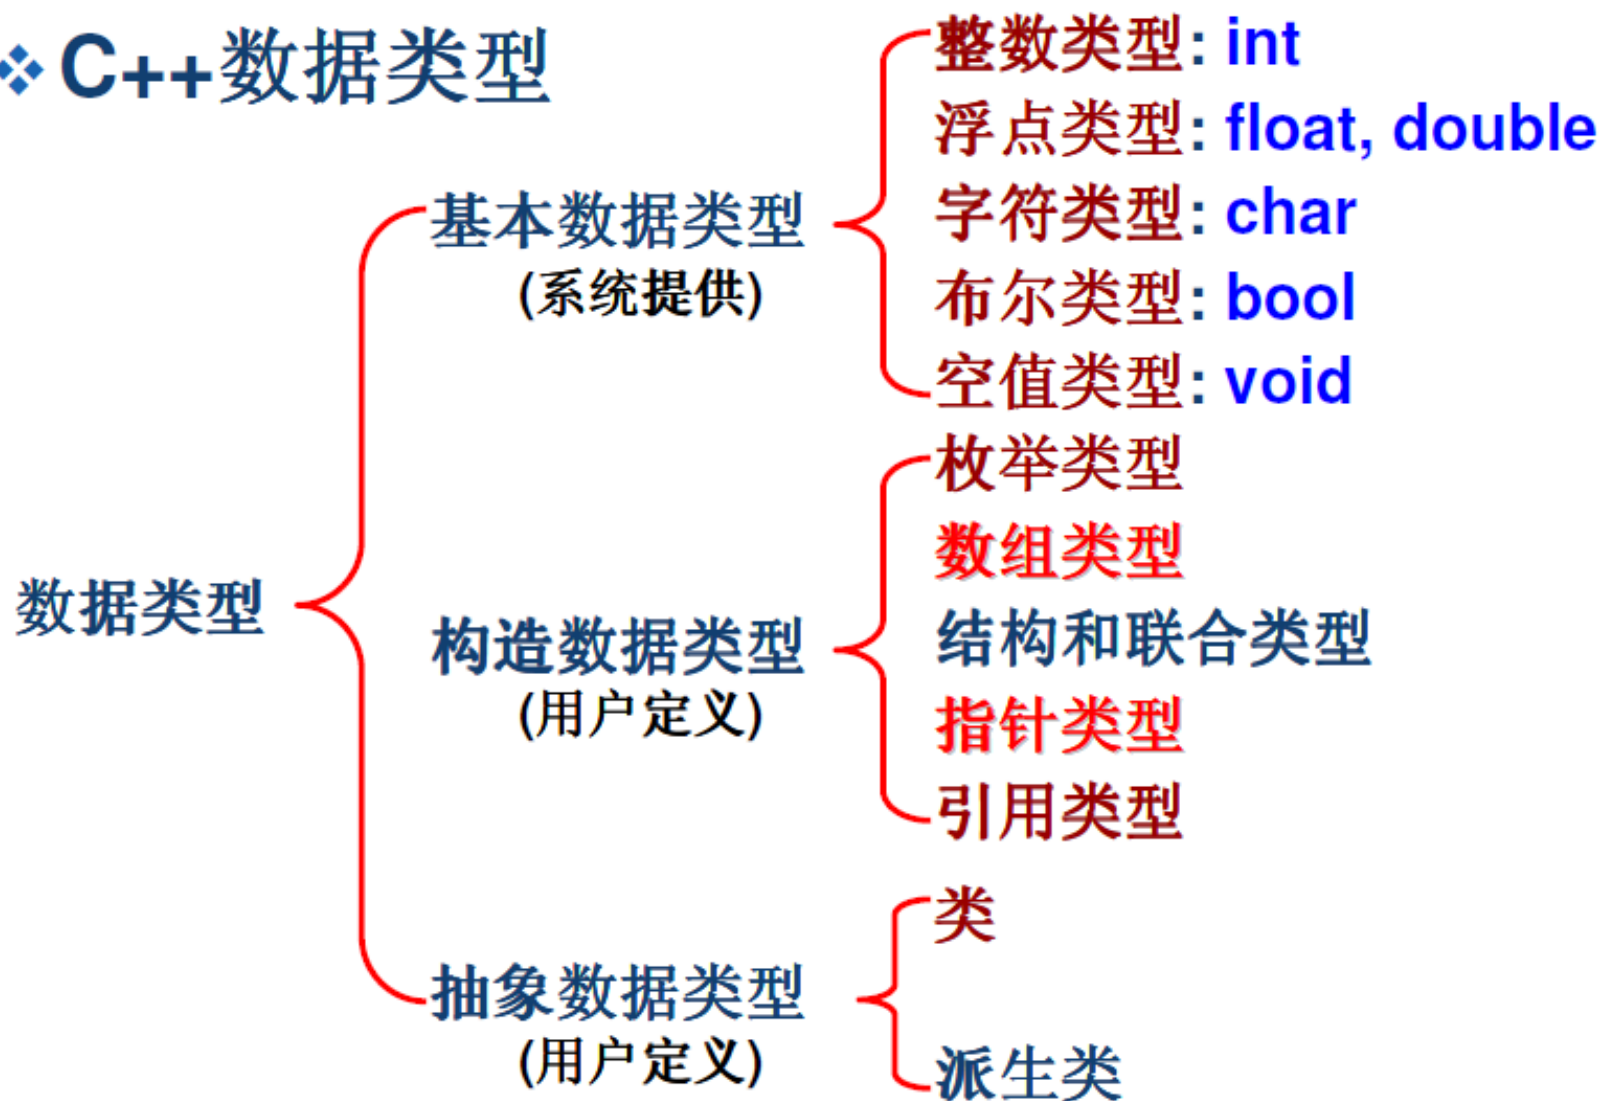 ❖ C++数据类型
数据类型
基本数据类型
(系统提供)
整数类型: int
浮点类型: float, double
字符类型: char
布尔类型: bool
空值类型: void
构造数据类型
(用户定义)
枚举类型
数组类型
结构和联合类型
指针类型
引用类型
抽象数据类型
(用户定义)
类
派生类